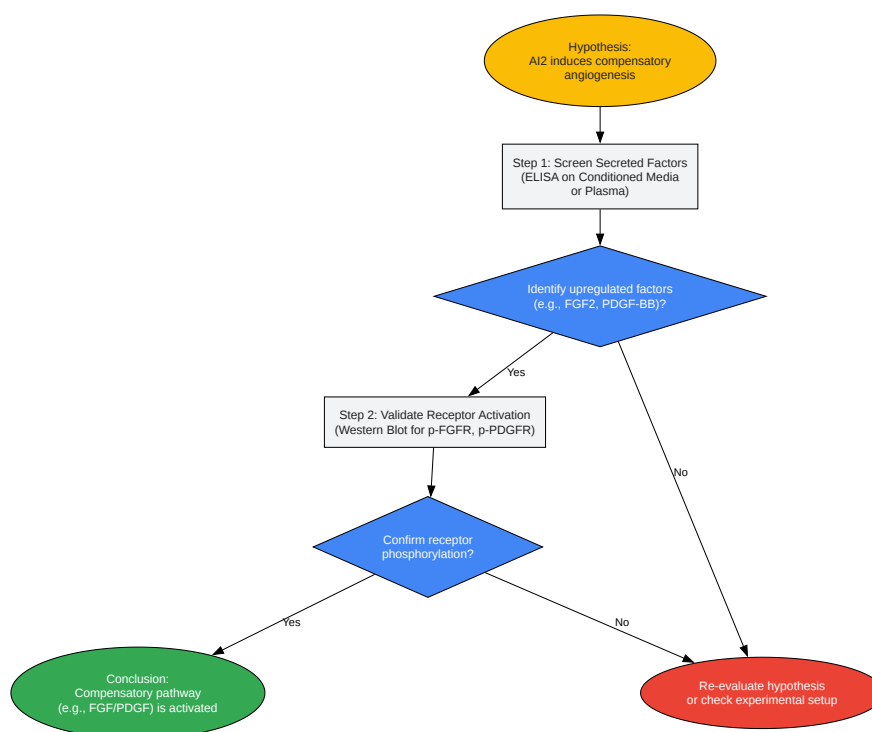 Hypothesis:
AI2 induces compensatory
angiogenesis
Step 1: Screen Secreted Factors
(ELISA on Conditioned Media
or Plasma)
Identify upregulated factors
(e.g., FGF2, PDGF-BB)?
Yes
Step 2: Validate Receptor Activation
(Western Blot for p-FGFR, p-PDGFR)
No
Confirm receptor
phosphorylation?
Yes
No
Conclusion:
Compensatory pathway
(e.g., FGF/PDGF) is activated
Re-evaluate hypothesis
or check experimental setup